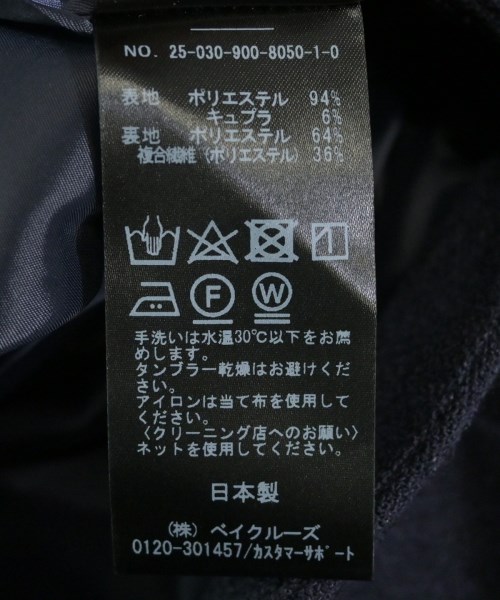 NO. 25-030-900-8050-1-0
表地 ポリエステル 94%
キュプラ 6%
裏地 ポリエステル 64%
複合繊維(ポリエステル) 36%
F
W
手洗いは水温30℃以下をお薦
めします。
タンブラー乾燥はお避けくだ
さい。
アイロンは当て布を使用して
ください。
〈クリーニング店へのお願い〉
ネットを使用してください。
日本製
(株) ベイクルーズ
0120-301457/カスタマーサポート